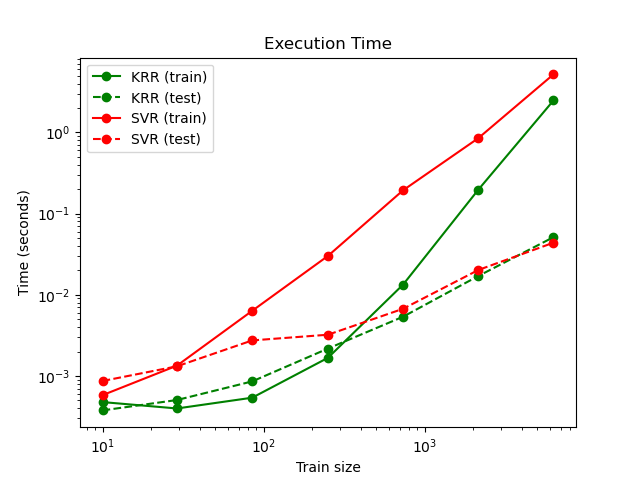 Execution Time
KRR (train)
KRR (test)
SVR (train)
SVR (test)
Time (seconds)
10⁰
10⁻¹
10⁻²
10⁻³
10¹
10²
10³
Train size